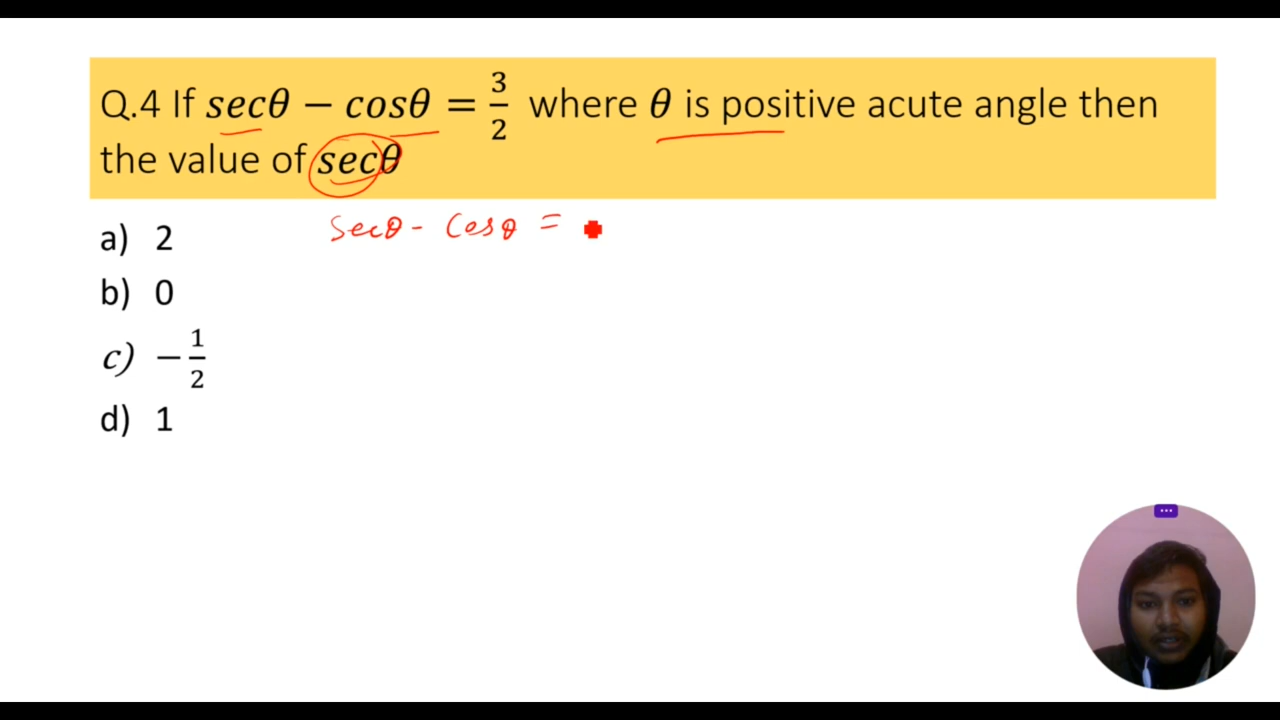 Q.4 If secθ − cosθ = 3/2 where θ is positive acute angle then
the value of secθ
secθ - cosθ =
a) 2
b) 0
c) −1/2
d) 1